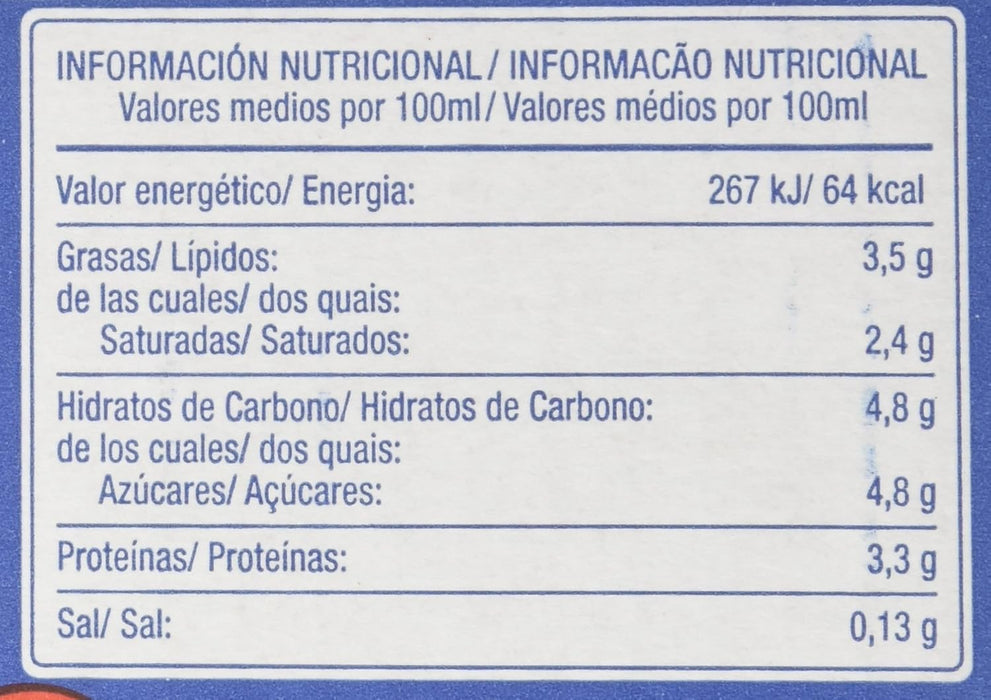 INFORMACIÓN NUTRICIONAL / INFORMACÃO NUTRICIONAL
Valores medios por 100ml / Valores médios por 100ml
Valor energético/ Energia: 267 kJ/ 64 kcal
Grasas/ Lípidos: 3,5 g
de las cuales/ dos quais:
Saturadas/ Saturados: 2,4 g
Hidratos de Carbono/ Hidratos de Carbono: 4,8 g
de los cuales/ dos quais:
Azúcares/ Açúcares: 4,8 g
Proteínas/ Proteínas: 3,3 g
Sal/ Sal: 0,13 g